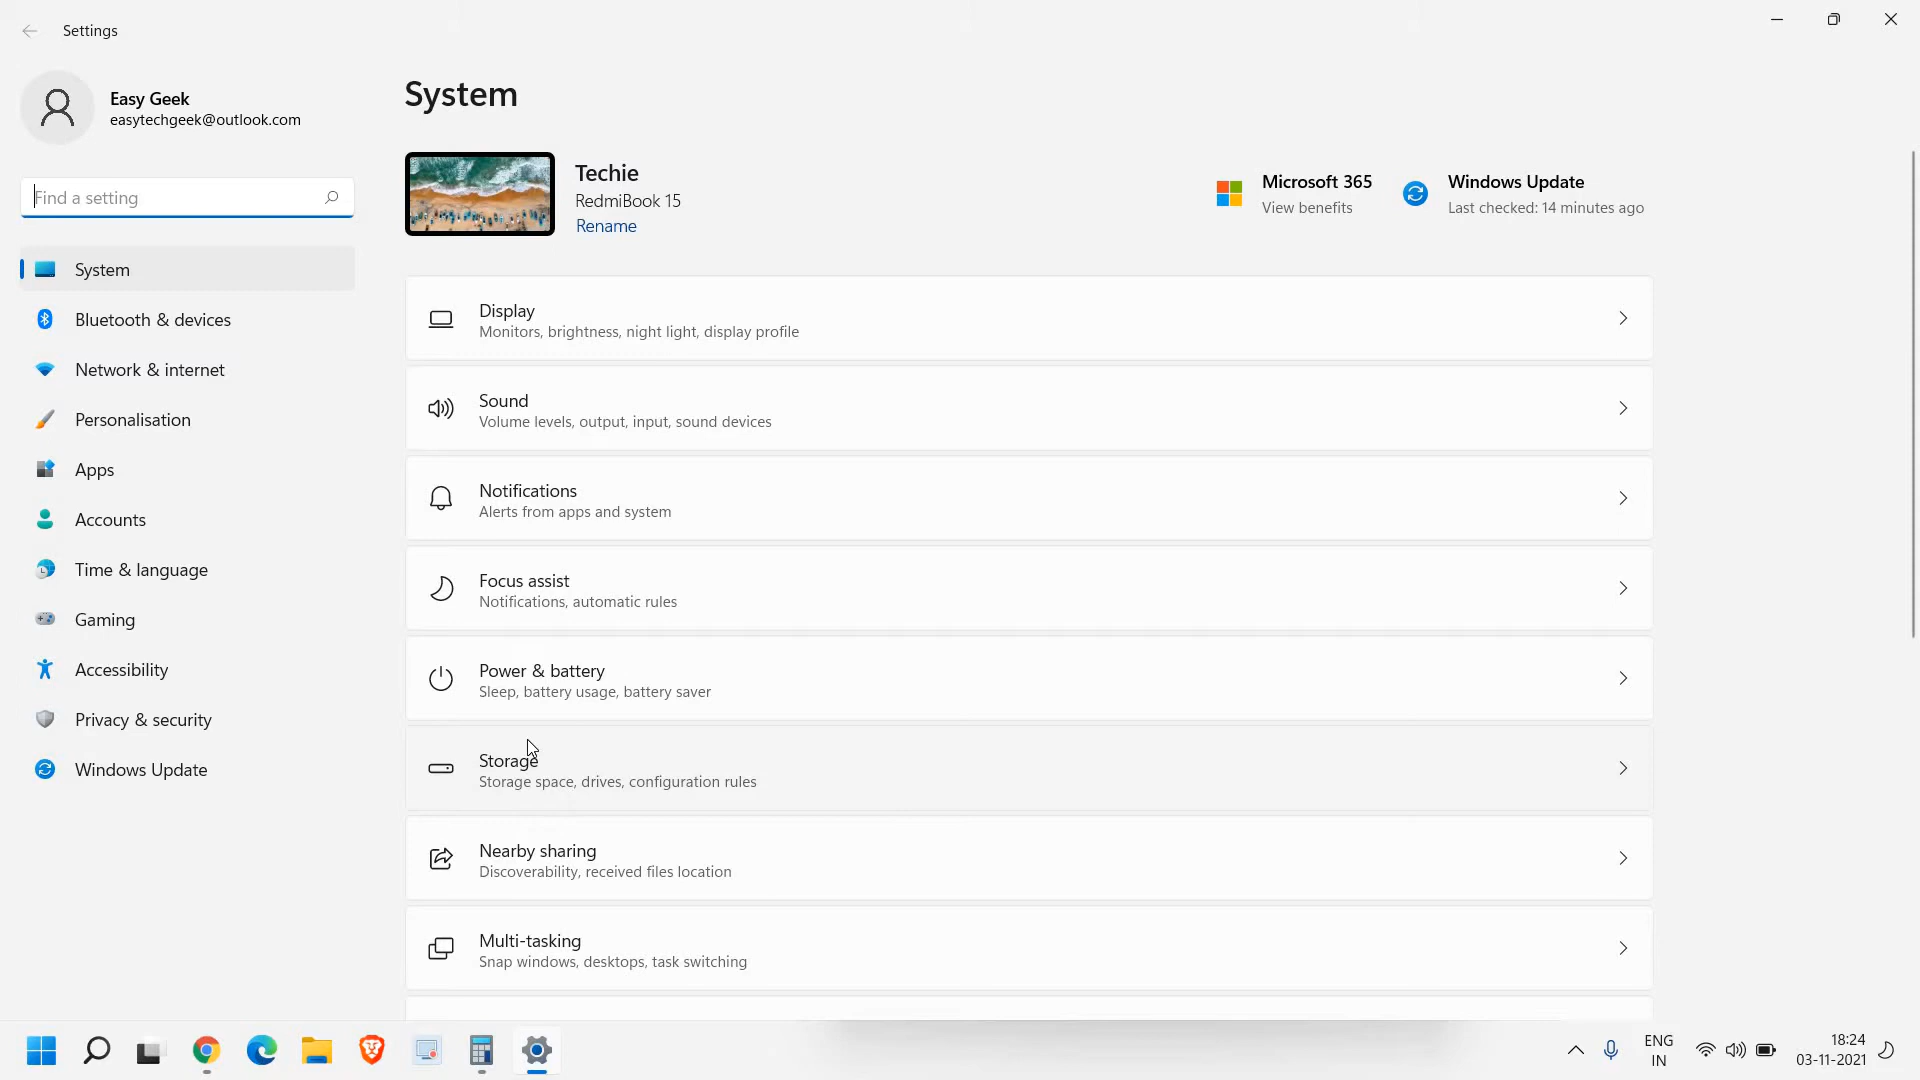 Settings
Easy Geek
easytechgeek@outlook.com
Find a setting
System
Bluetooth & devices
Network & internet
Personalisation
Apps
Accounts
Time & language
Gaming
Accessibility
Privacy & security
Windows Update
System
Techie
RedmiBook 15
Rename
Microsoft 365
View benefits
Windows Update
Last checked: 14 minutes ago
Display
Monitors, brightness, night light, display profile
Sound
Volume levels, output, input, sound devices
Notifications
Alerts from apps and system
Focus assist
Notifications, automatic rules
Power & battery
Sleep, battery usage, battery saver
Storage
Storage space, drives, configuration rules
Nearby sharing
Discoverability, received files location
Multi-tasking
Snap windows, desktops, task switching
ENG
IN
18:24
03-11-2021